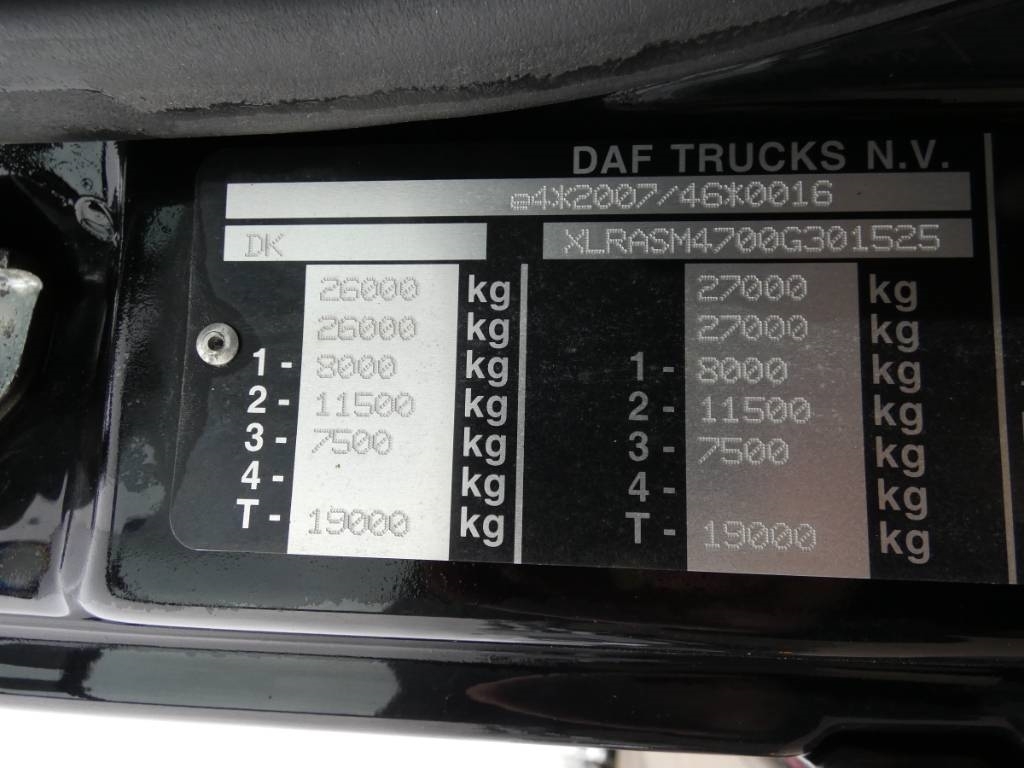 DAF TRUCKS N.V.
e4*2007/46*0016
DK XLRASM4700G301525
26000 kg 27000 kg
26000 kg 27000 kg
1- 8000 kg 1- 8000 kg
2- 11500 kg 2- 11500 kg
3- 7500 kg 3- 7500 kg
4- kg 4- kg
T- 19000 kg T- 19000 kg